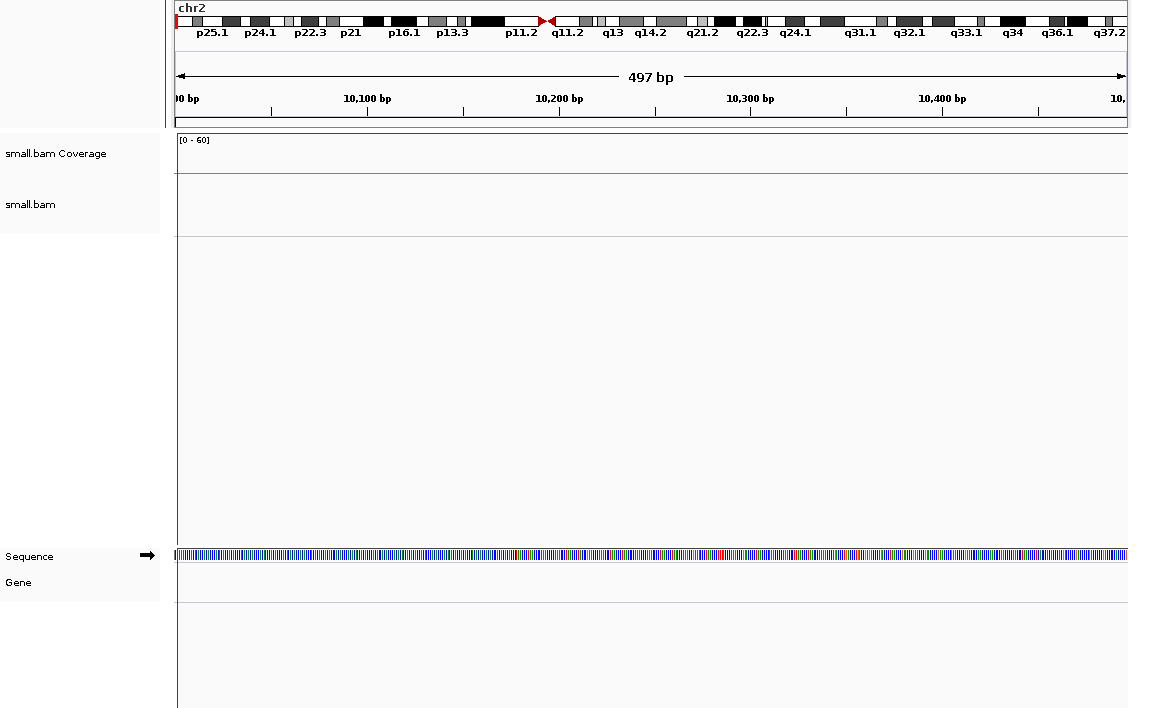 chr2
p25.1 p24.1 p22.3 p21 p16.1 p13.3 p11.2 q11.2 q13 q14.2 q21.2 q22.3 q24.1 q31.1 q32.1 q33.1 q34 q36.1 q37.2
497 bp
00 bp 10,100 bp 10,200 bp 10,300 bp 10,400 bp 10,
[0 - 60]
small.bam Coverage
small.bam
Sequence
Gene